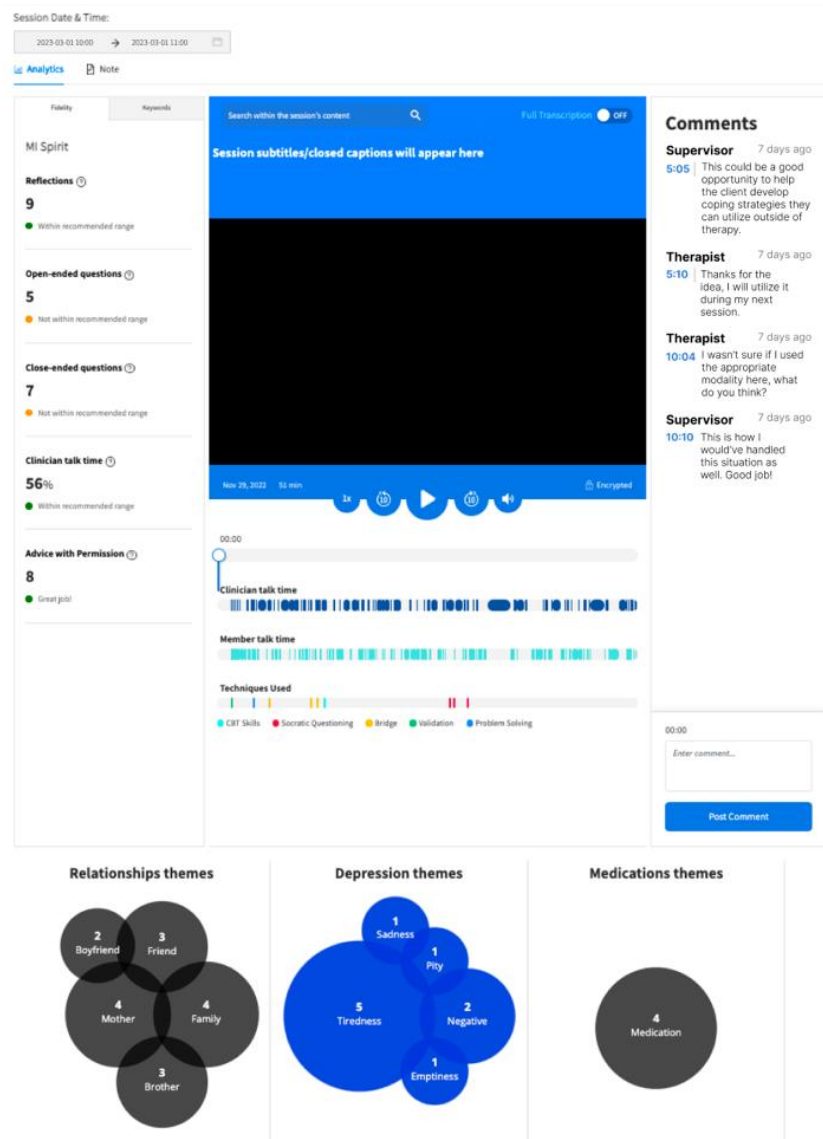 Session Date & Time:
2023-03-01 10:00 → 2023-03-01 11:00
Analytics Note
Fidelity Keywords
MI Spirit
Reflections
9
Within recommended range
Open-ended questions
5
Not within recommended range
Close-ended questions
7
Not within recommended range
Clinician talk time
56%
Within recommended range
Advice with Permission
8
Great job!
Search within the session's content
Full Transcription OFF
Session subtitles/closed captions will appear here
Nov 29, 2022 51 min
Encrypted
1x 10 10
00:00
Clinician talk time
Member talk time
Techniques Used
CBT Skills Socratic Questioning Bridge Validation Problem Solving
Comments
Supervisor 7 days ago
5:05 This could be a good
opportunity to help
the client develop
coping strategies they
can utilize outside of
therapy.
Therapist 7 days ago
5:10 Thanks for the
idea, I will utilize it
during my next
session.
Therapist 7 days ago
10:04 I wasn't sure if I used
the appropriate
modality here, what
do you think?
Supervisor 7 days ago
10:10 This is how I
would've handled
this situation as
well. Good job!
00:00
Enter comment...
Post Comment
Relationships themes
2
Boyfriend
3
Friend
4
Mother
4
Family
3
Brother
Depression themes
1
Sadness
1
Pity
5
Tiredness
2
Negative
1
Emptiness
Medications themes
4
Medication